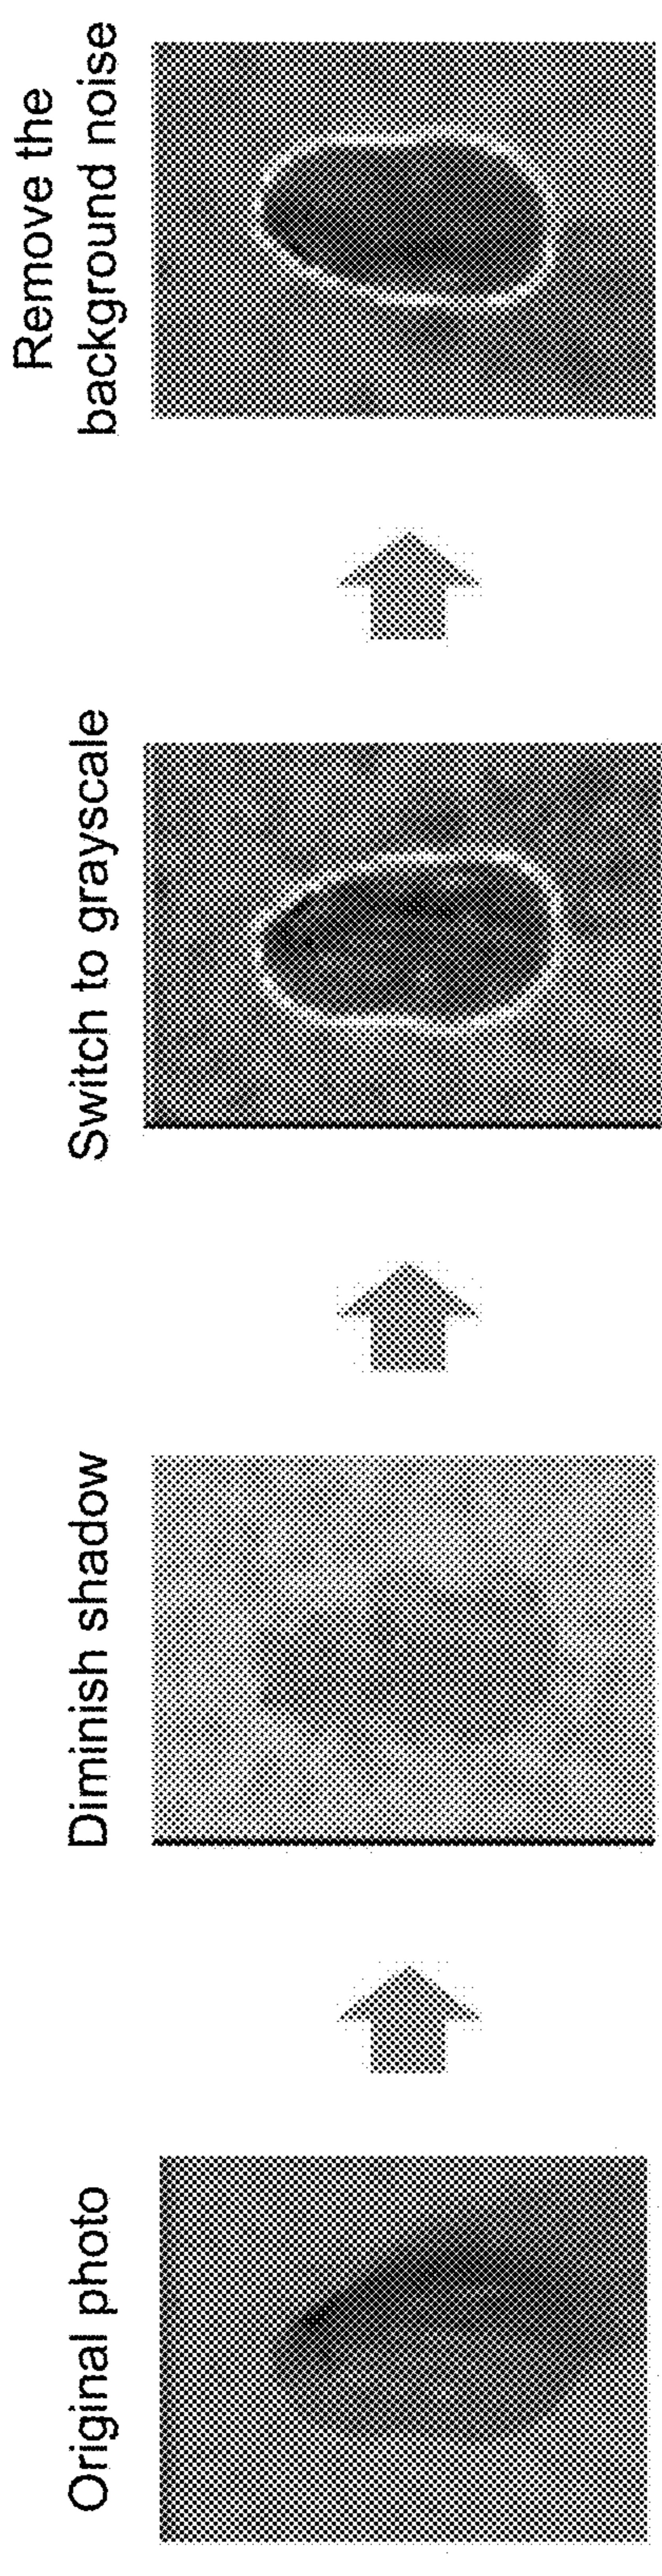 Original photo
Diminish shadow
Switch to grayscale
Remove the
background noise